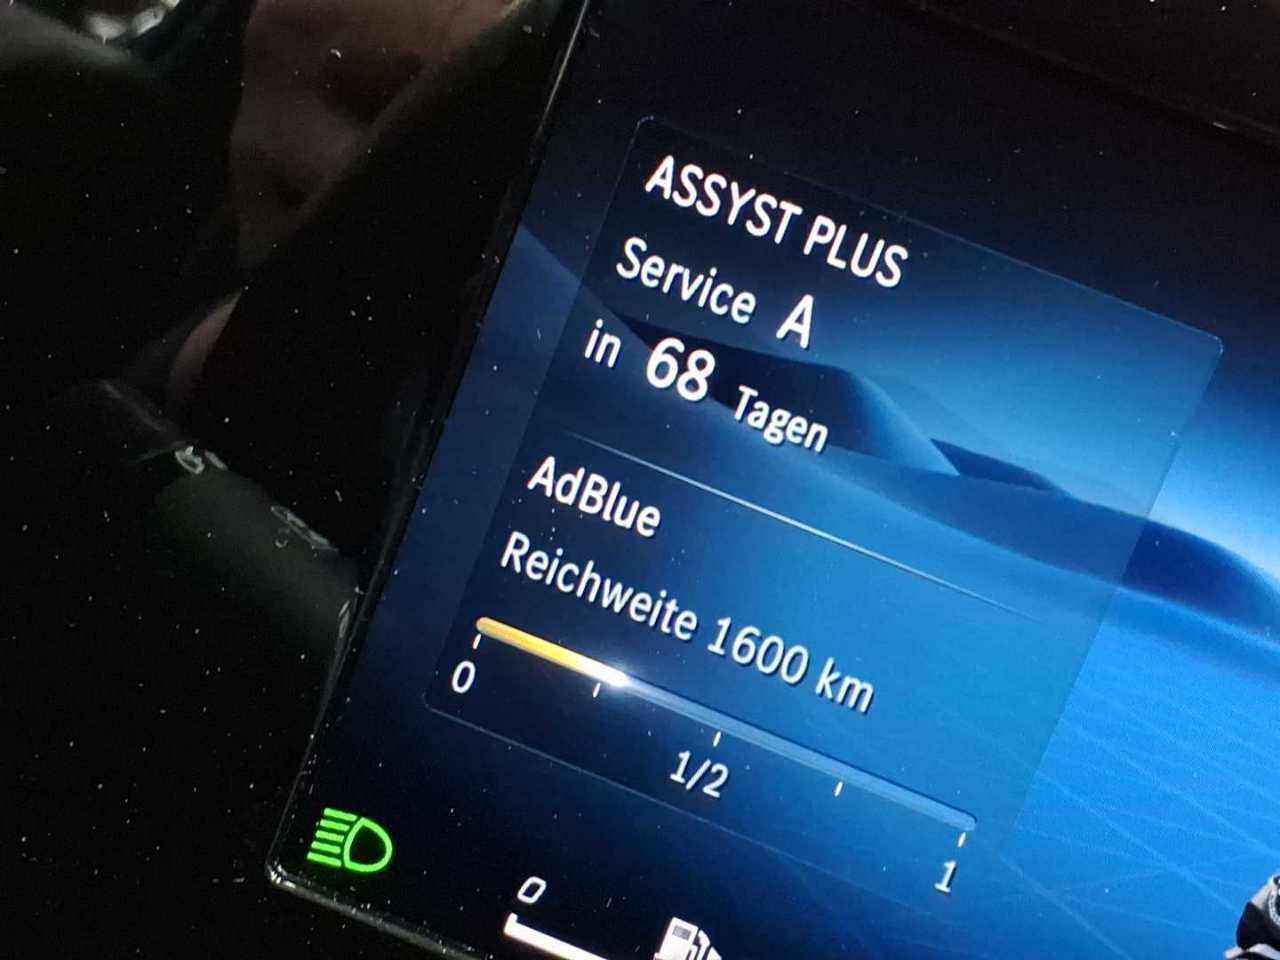 ASSYST PLUS
Service A
in 68 Tagen
AdBlue
Reichweite 1600 km
0
1/2
1
0